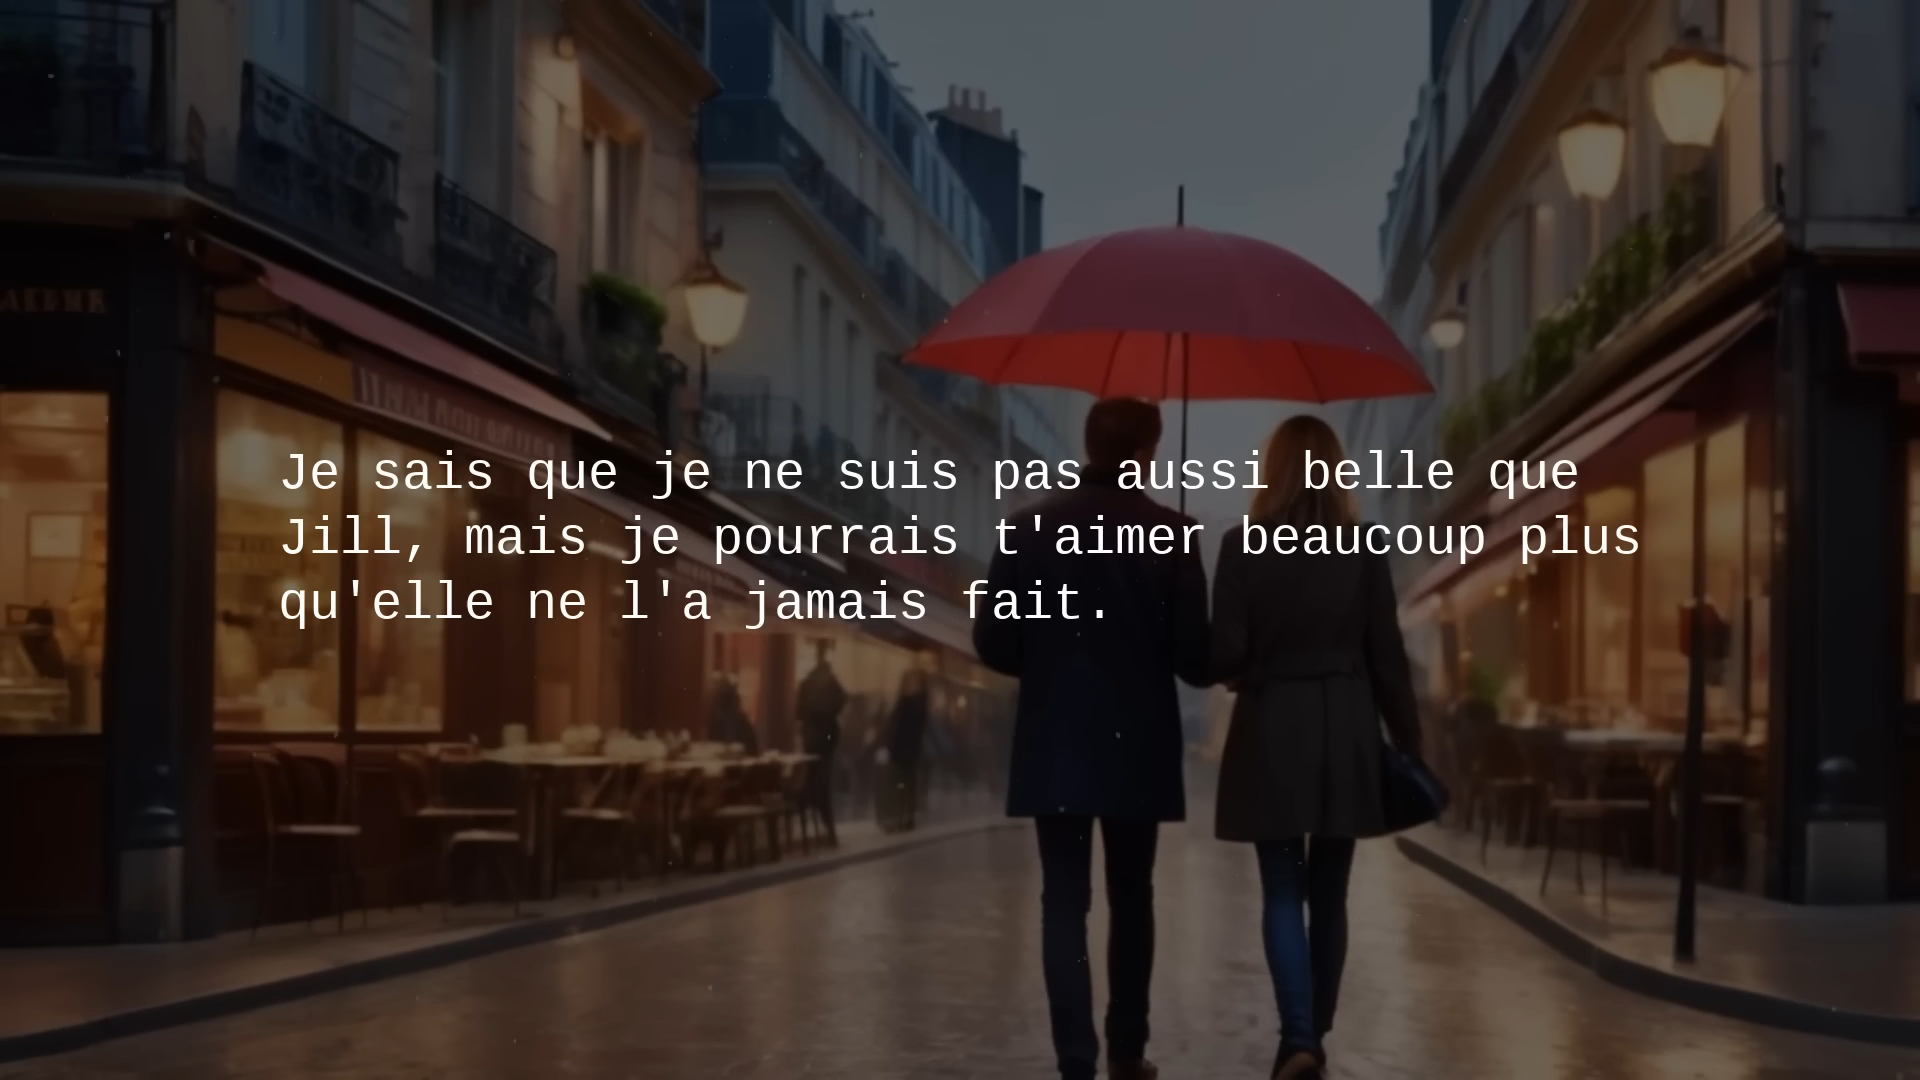 Je sais que je ne suis pas aussi belle que
Jill, mais je pourrais t'aimer beaucoup plus
qu'elle ne l'a jamais fait.